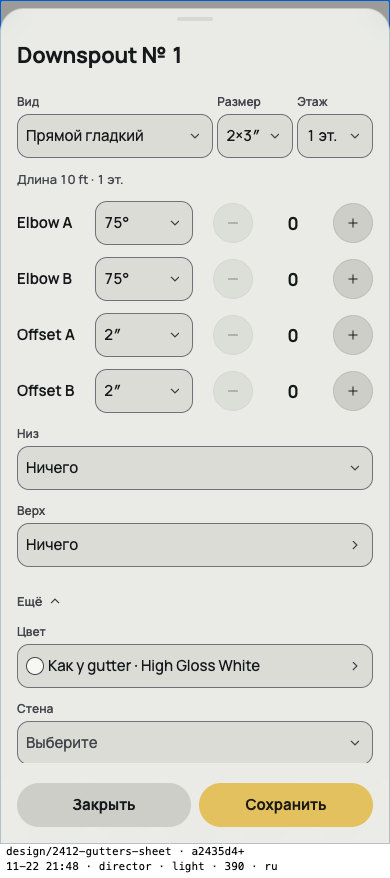 Downspout № 1
Вид Размер Этаж
Прямой гладкий 2×3″ 1 эт.
Длина 10 ft · 1 эт.
Elbow A 75° − 0 +
Elbow B 75° − 0 +
Offset A 2″ − 0 +
Offset B 2″ − 0 +
Низ
Ничего
Верх
Ничего
Ещё
Цвет
Как у gutter · High Gloss White
Стена
Выберите
Закрыть Сохранить
design/2412-gutters-sheet · a2435d4+
11-22 21:48 · director · light · 390 · ru